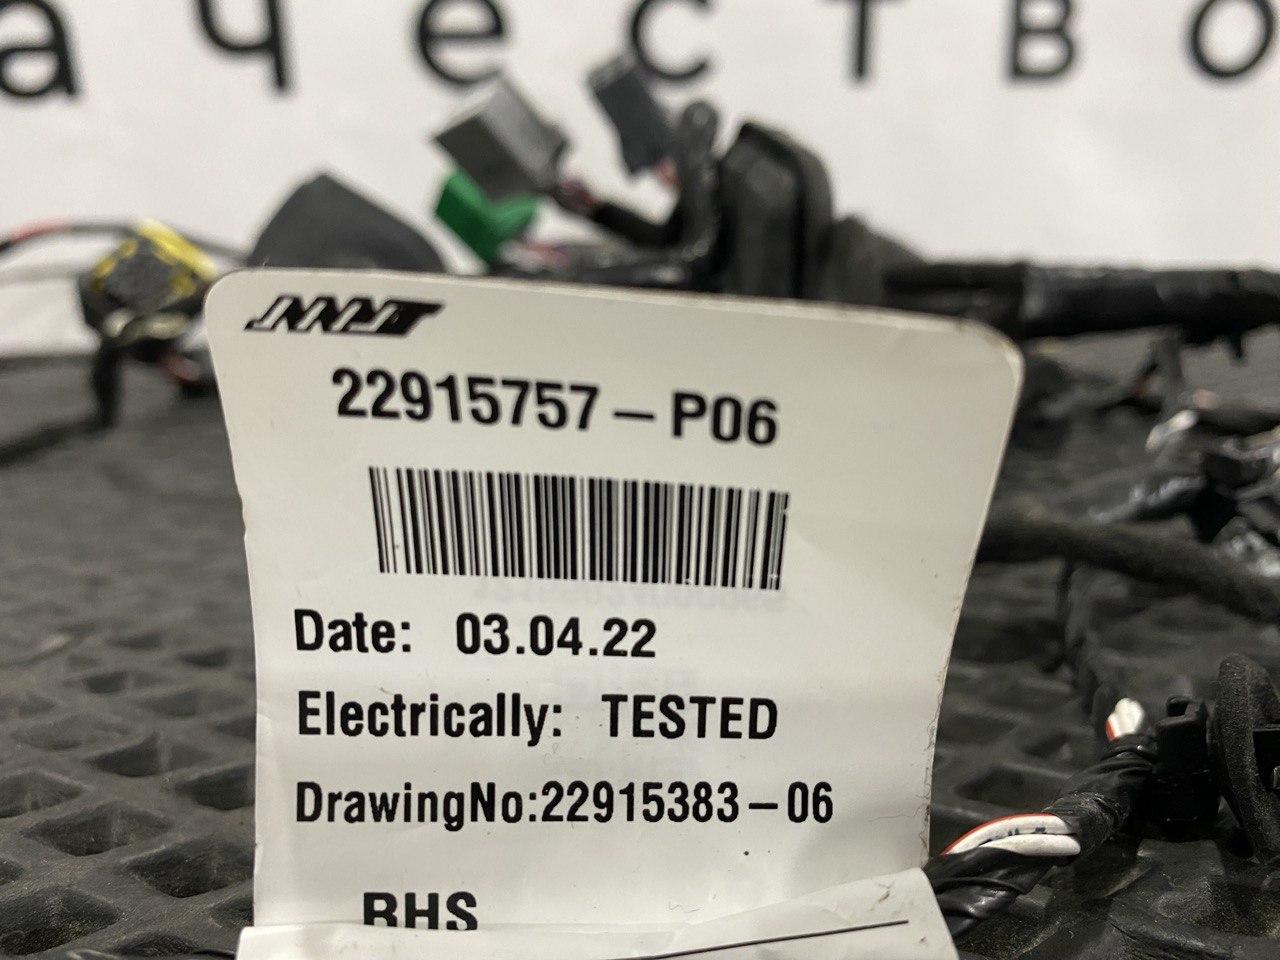 ачество
22915757-P06
Date: 03.04.22
Electrically: TESTED
DrawingNo:22915383-06
RHS